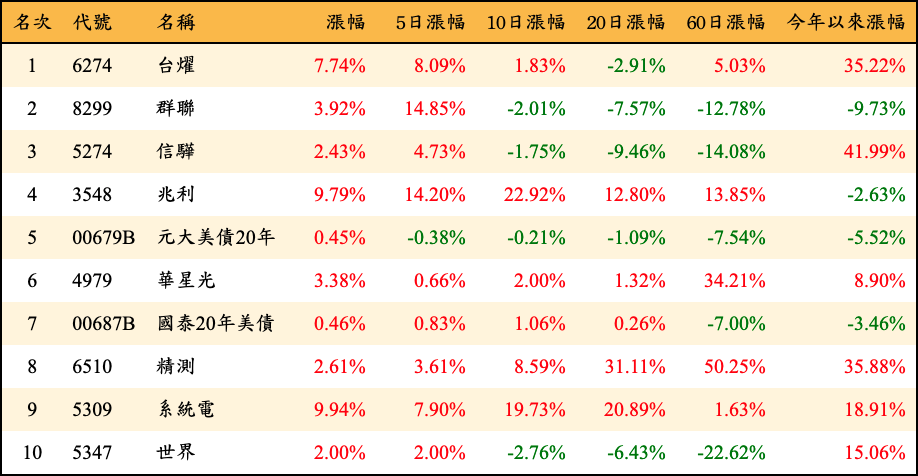 名次 代號 名稱 漲幅 5日漲幅 10日漲幅 20日漲幅 60日漲幅 今年以來漲幅
1 6274 台燿 7.74% 8.09% 1.83% -2.91% 5.03% 35.22%
2 8299 群聯 3.92% 14.85% -2.01% -7.57% -12.78% -9.73%
3 5274 信驊 2.43% 4.73% -1.75% -9.46% -14.08% 41.99%
4 3548 兆利 9.79% 14.20% 22.92% 12.80% 13.85% -2.63%
5 00679B 元大美債20年 0.45% -0.38% -0.21% -1.09% -7.54% -5.52%
6 4979 華星光 3.38% 0.66% 2.00% 1.32% 34.21% 8.90%
7 00687B 國泰20年美債 0.46% 0.83% 1.06% 0.26% -7.00% -3.46%
8 6510 精測 2.61% 3.61% 8.59% 31.11% 50.25% 35.88%
9 5309 系統電 9.94% 7.90% 19.73% 20.89% 1.63% 18.91%
10 5347 世界 2.00% 2.00% -2.76% -6.43% -22.62% 15.06%